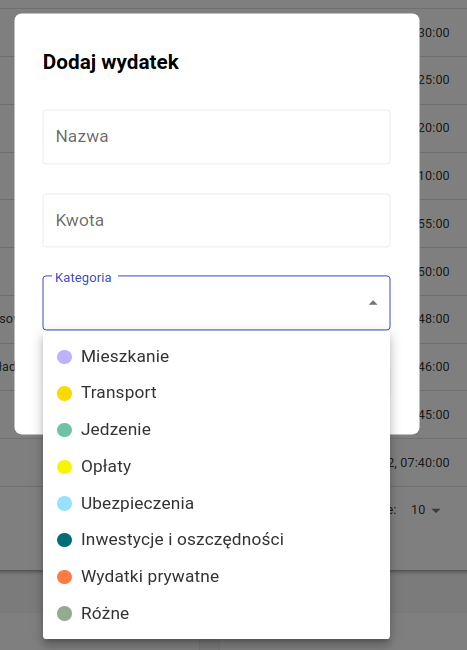 30:00
Dodaj wydatek
25:00
Nazwa
20:00
10:00
Kwota
55:00
50:00
Kategoria
48:00
Mieszkanie
46:00
Transport
45:00
Jedzenie
Opłaty
2, 07:40:00
Ubezpieczenia
10
Inwestycje i oszczędności
Wydatki prywatne
Różne